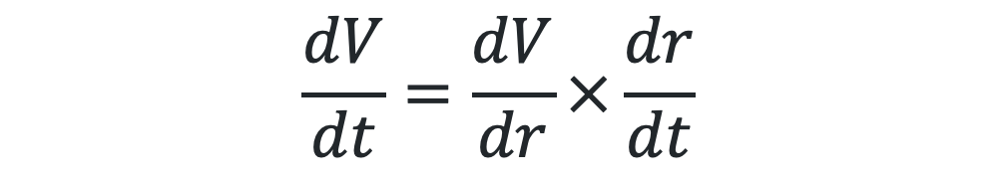 dV/dt = dV/dr × dr/dt